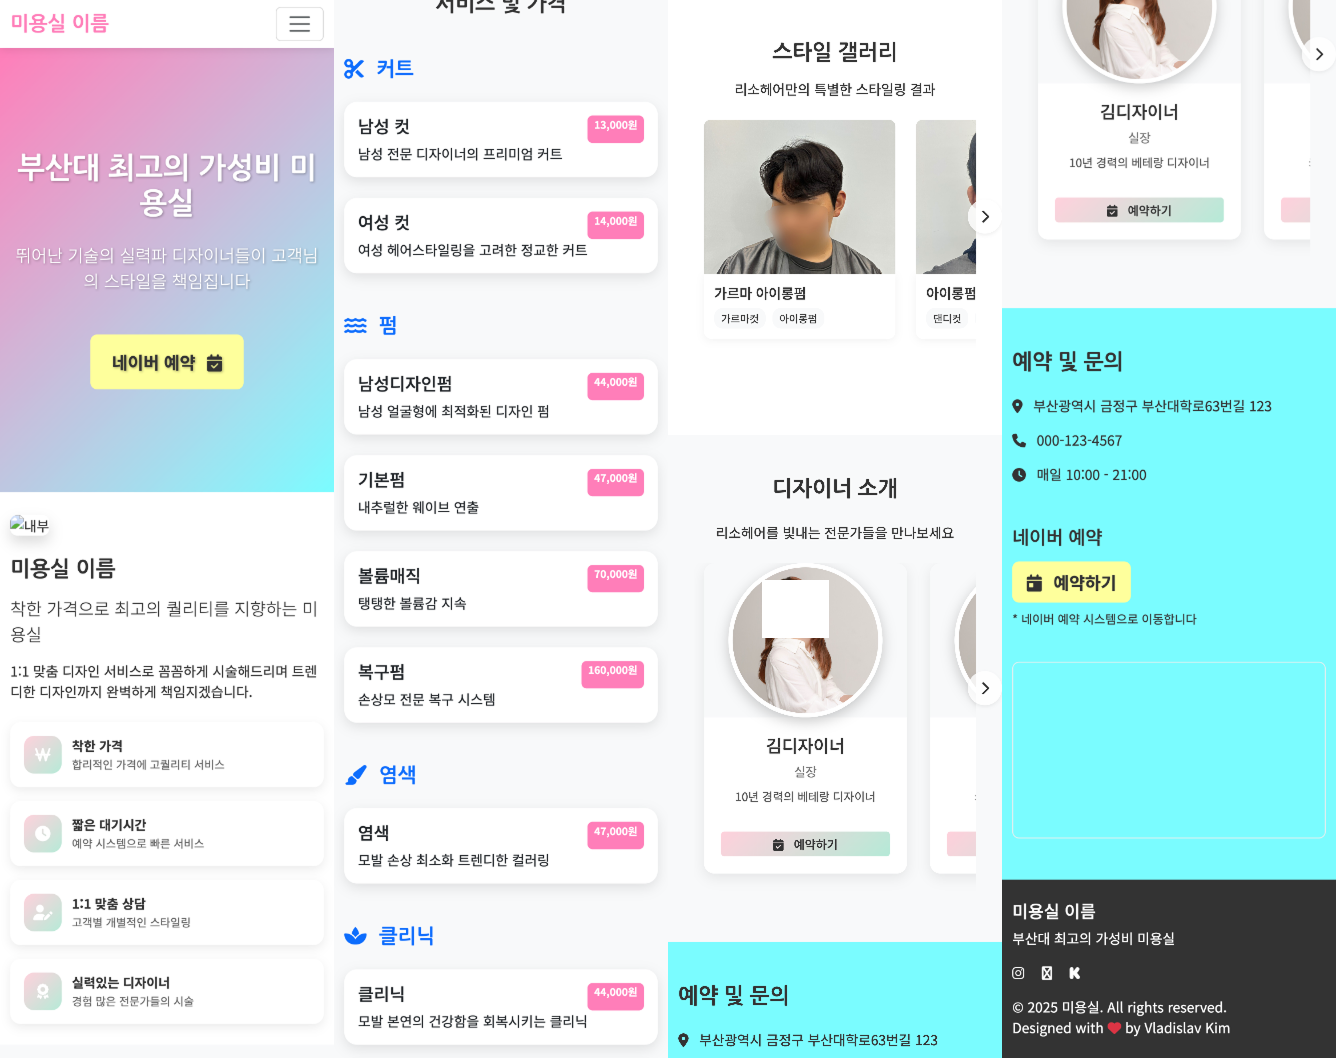 미용실 이름
부산대 최고의 가성비 미
용실
뛰어난 기술의 실력파 디자이너들이 고객님
의 스타일을 책임집니다
네이버 예약
내부
미용실 이름
착한 가격으로 최고의 퀄리티를 지향하는 미
용실
1:1 맞춤 디자인 서비스로 꼼꼼하게 시술해드리며 트렌
디한 디자인까지 완벽하게 책임지겠습니다.
착한 가격
합리적인 가격에 고퀄리티 서비스
짧은 대기시간
예약 시스템으로 빠른 서비스
1:1 맞춤 상담
고객별 개별적인 스타일링
실력있는 디자이너
경험 많은 전문가들의 시술
서비스 및 가격
커트
남성 컷
13,000원
남성 전문 디자이너의 프리미엄 커트
여성 컷
14,000원
여성 헤어스타일링을 고려한 정교한 커트
펌
남성디자인펌
44,000원
남성 얼굴형에 최적화된 디자인 펌
기본펌
47,000원
내추럴한 웨이브 연출
볼륨매직
70,000원
탱탱한 볼륨감 지속
복구펌
160,000원
손상모 전문 복구 시스템
염색
염색
47,000원
모발 손상 최소화 트렌디한 컬러링
클리닉
클리닉
44,000원
모발 본연의 건강함을 회복시키는 클리닉
스타일 갤러리
리소헤어만의 특별한 스타일링 결과
가르마 아이롱펌
가르마컷 아이롱펌
아이롱펌
댄디컷
디자이너 소개
리소헤어를 빛내는 전문가들을 만나보세요
김디자이너
실장
10년 경력의 베테랑 디자이너
예약하기
예약 및 문의
부산광역시 금정구 부산대학로63번길 123
김디자이너
실장
10년 경력의 베테랑 디자이너
예약하기
예약 및 문의
부산광역시 금정구 부산대학로63번길 123
000-123-4567
매일 10:00 - 21:00
네이버 예약
예약하기
* 네이버 예약 시스템으로 이동합니다
미용실 이름
부산대 최고의 가성비 미용실
© 2025 미용실. All rights reserved.
Designed with ❤ by Vladislav Kim